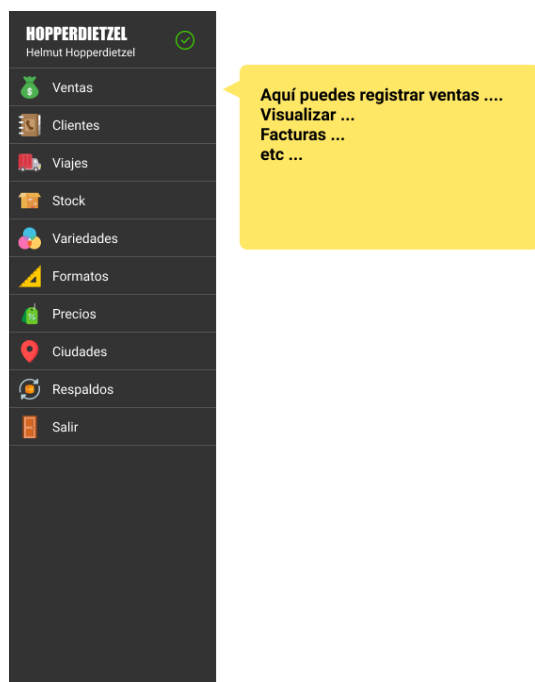 HOPPERDIETZEL
Helmut Hopperdietzel
Ventas
Clientes
Viajes
Stock
Variedades
Formatos
Precios
Ciudades
Respaldos
Salir
Aquí puedes registrar ventas ....
Visualizar ...
Facturas ...
etc ...